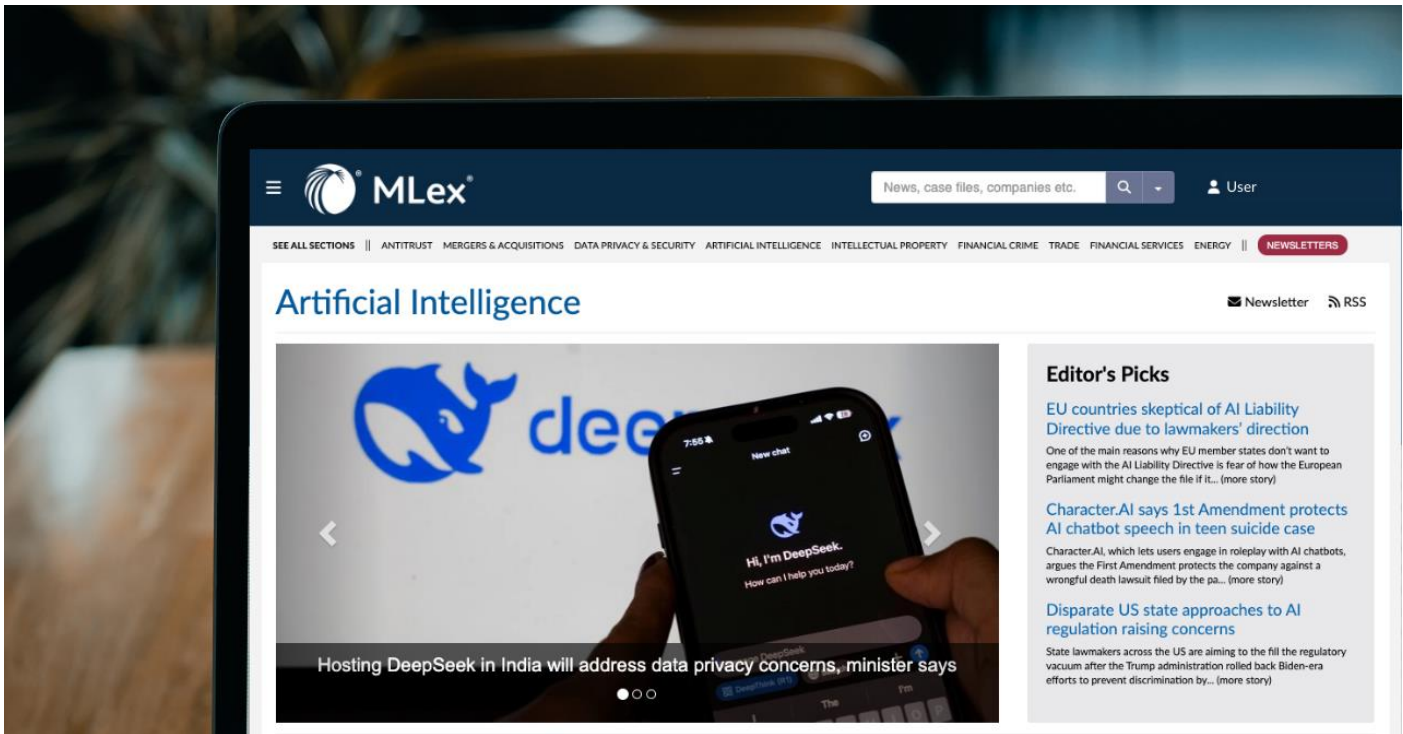 MLex®
News, case files, companies etc.
User
SEE ALL SECTIONS || ANTITRUST MERGERS & ACQUISITIONS DATA PRIVACY & SECURITY ARTIFICIAL INTELLIGENCE INTELLECTUAL PROPERTY FINANCIAL CRIME TRADE FINANCIAL SERVICES ENERGY || NEWSLETTERS
Artificial Intelligence
Newsletter RSS
deep
7:55
New chat
Hi, I'm DeepSeek.
How can I help you today?
DeepSeek
DeepThink (R1)
I The I'm
Hosting DeepSeek in India will address data privacy concerns, minister says
Editor's Picks
EU countries skeptical of AI Liability
Directive due to lawmakers' direction
One of the main reasons why EU member states don't want to
engage with the AI Liability Directive is fear of how the European
Parliament might change the file if it... (more story)
Character.AI says 1st Amendment protects
AI chatbot speech in teen suicide case
Character.AI, which lets users engage in roleplay with AI chatbots,
argues the First Amendment protects the company against a
wrongful death lawsuit filed by the pa... (more story)
Disparate US state approaches to AI
regulation raising concerns
State lawmakers across the US are aiming to the fill the regulatory
vacuum after the Trump administration rolled back Biden-era
efforts to prevent discrimination by... (more story)